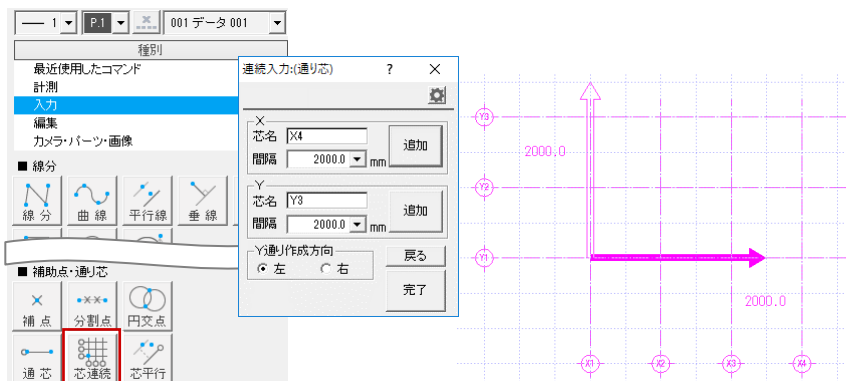 1 P.1 001 データ 001
種別
最近使用したコマンド
計測
入力
編集
カメラ・パーツ・画像
■ 線分
線 分 曲 線 平行線 垂 線
■ 補助点・通り芯
補 点 分割点 円交点
通 芯 芯連続 芯平行
連続入力:(通り芯) ? ×
X
芯名 X4
間隔 2000.0 mm
追加
Y
芯名 Y3
間隔 2000.0 mm
追加
Y通り作成方向
左 右
戻る
完了
Y3
2000.0
Y2
Y1
2000.0
X1 X2 X3 X4